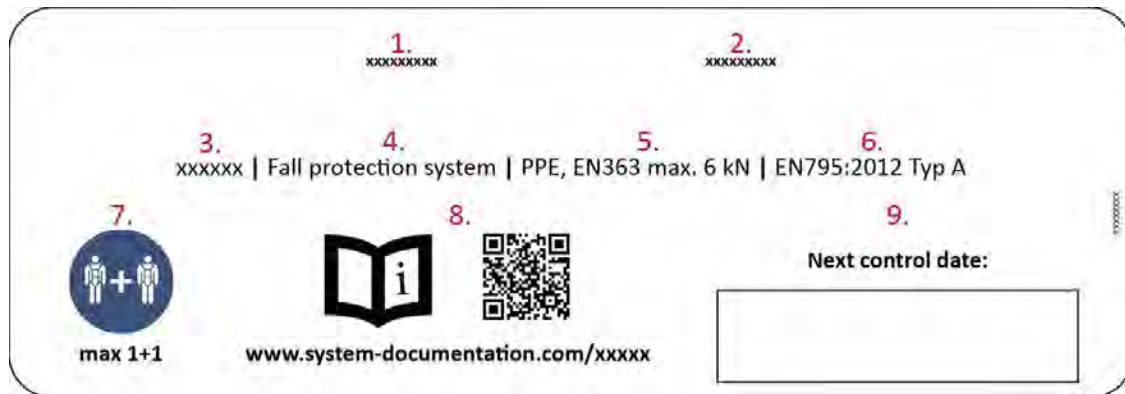 1. 2.
xxxxxxxxx xxxxxxxxx
3. 4. 5. 6.
xxxxxx | Fall protection system | PPE, EN363 max. 6 kN | EN795:2012 Typ A
7. 8. 9.
i
Next control date:
max 1+1
www.system-documentation.com/xxxxx